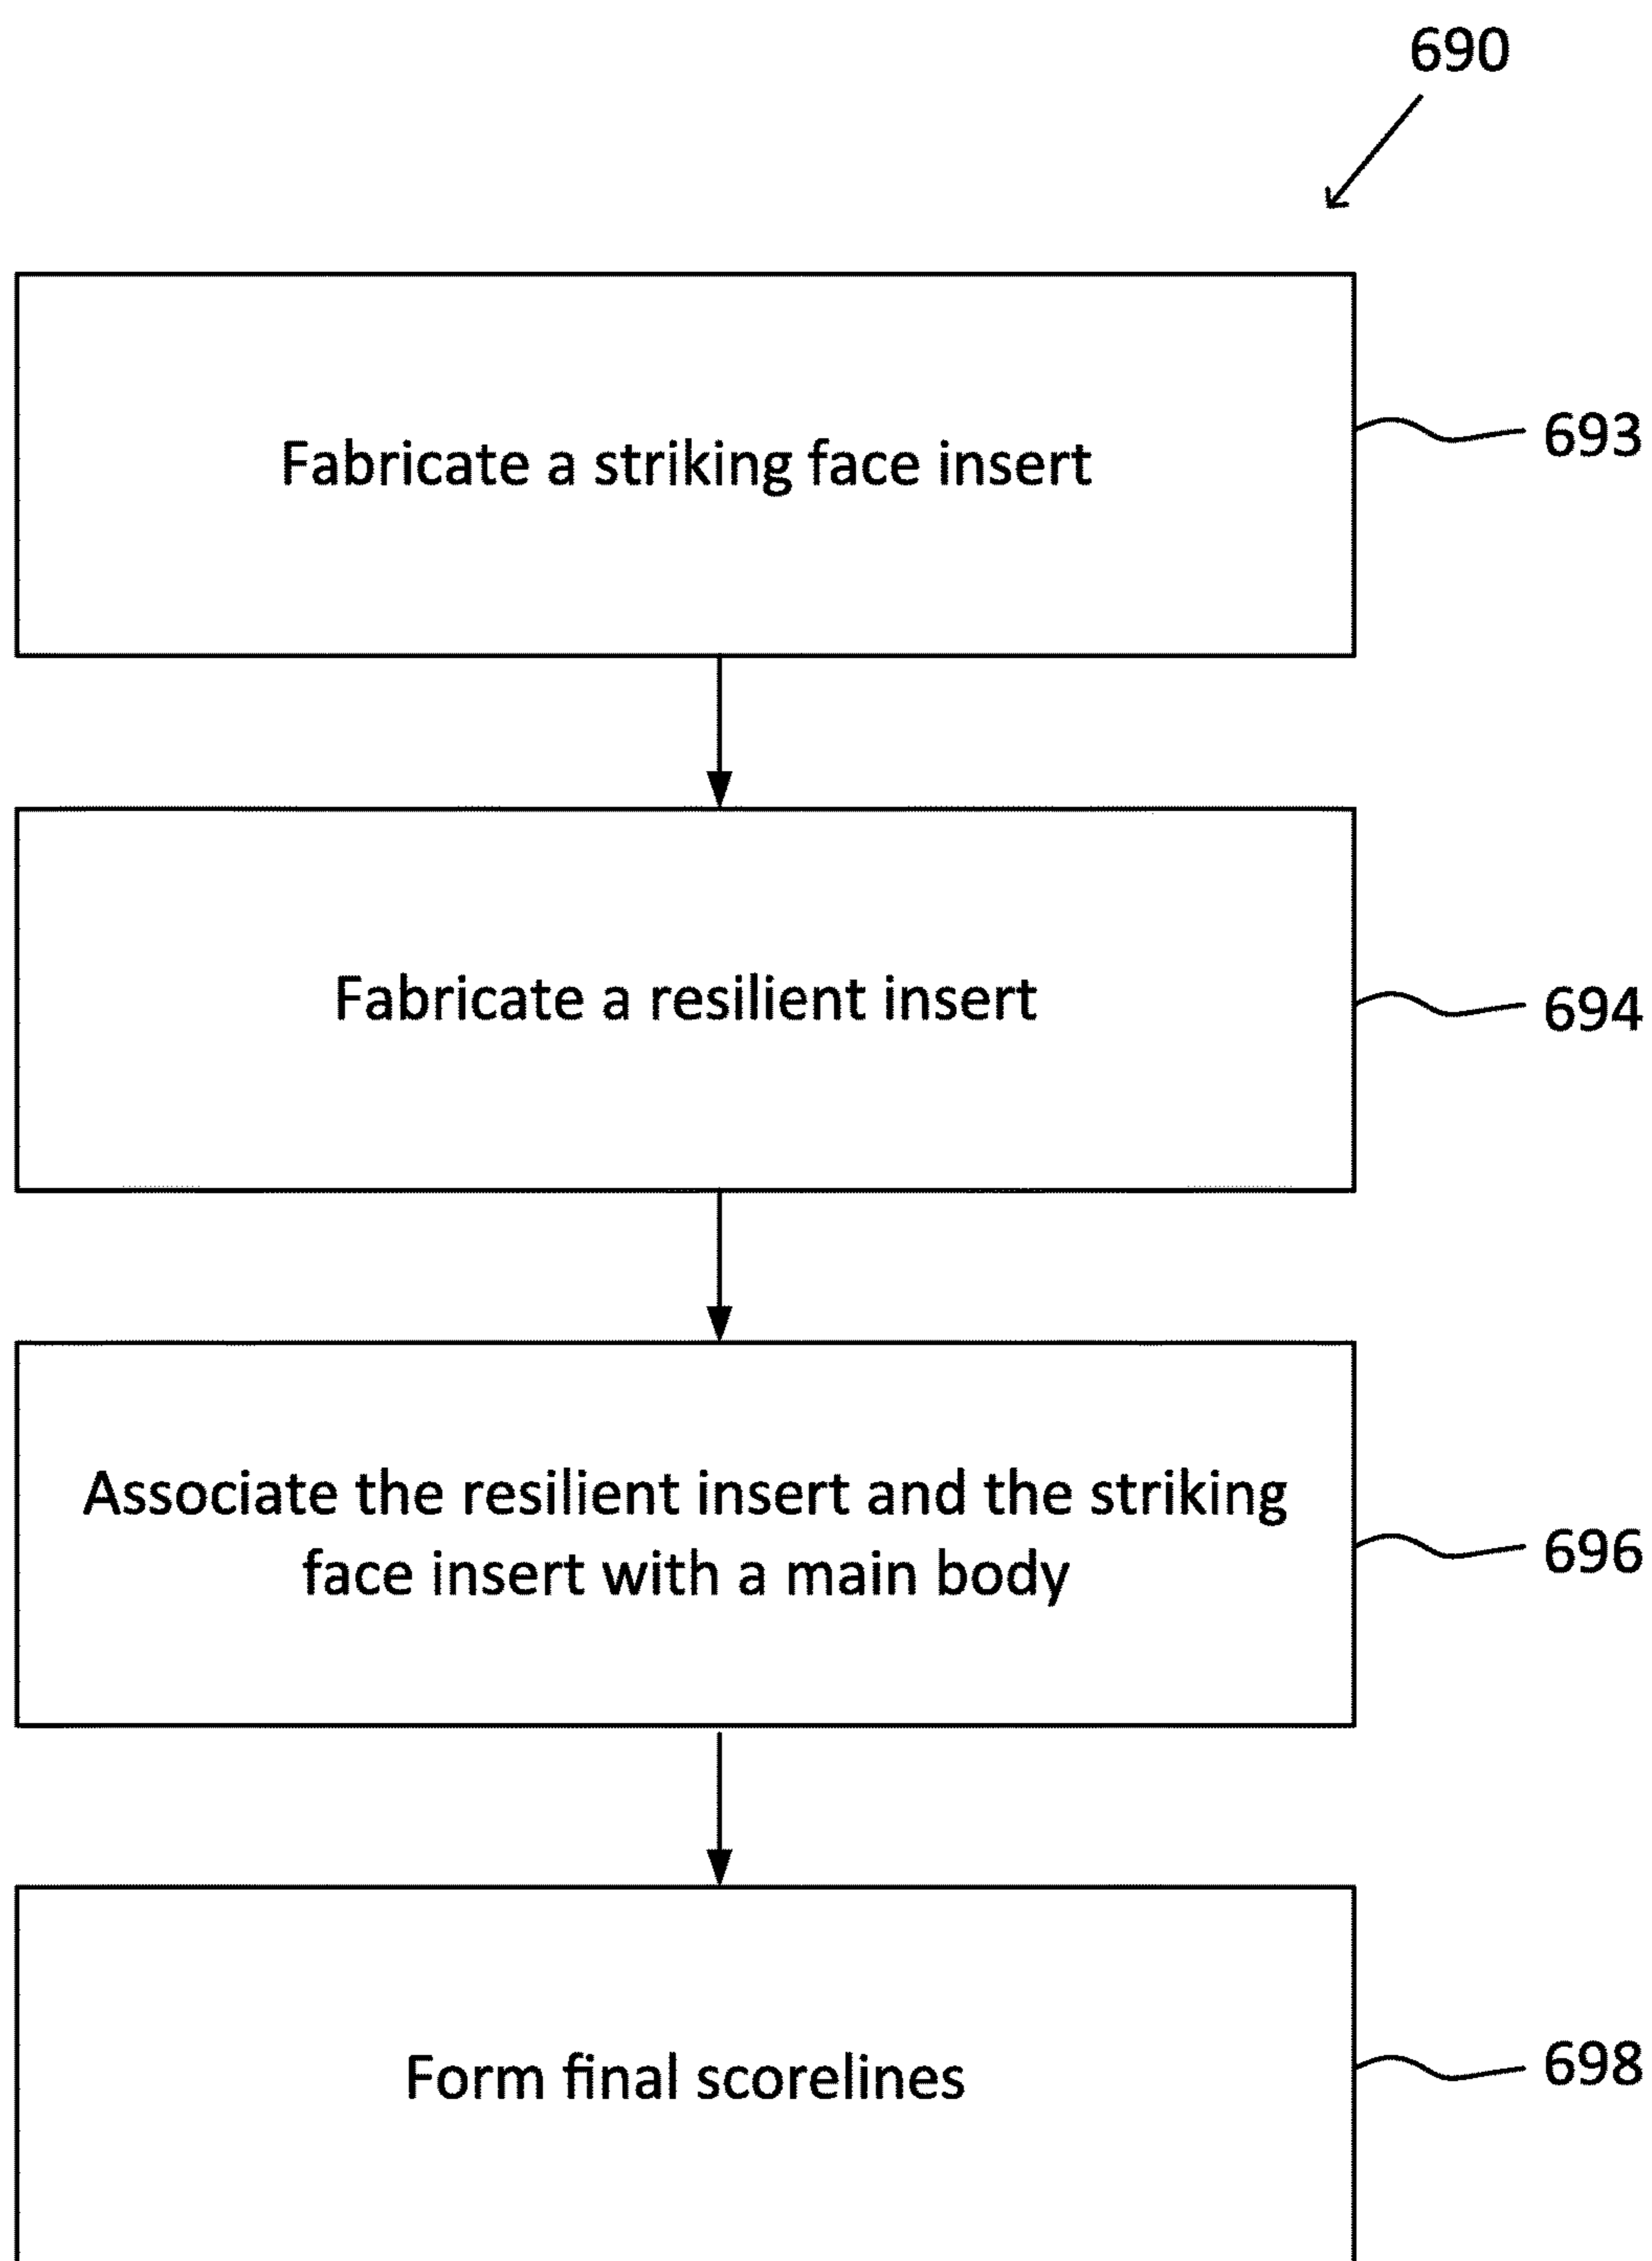 690
Fabricate a striking face insert
693
Fabricate a resilient insert
694
Associate the resilient insert and the striking
face insert with a main body
696
Form final scorelines
698